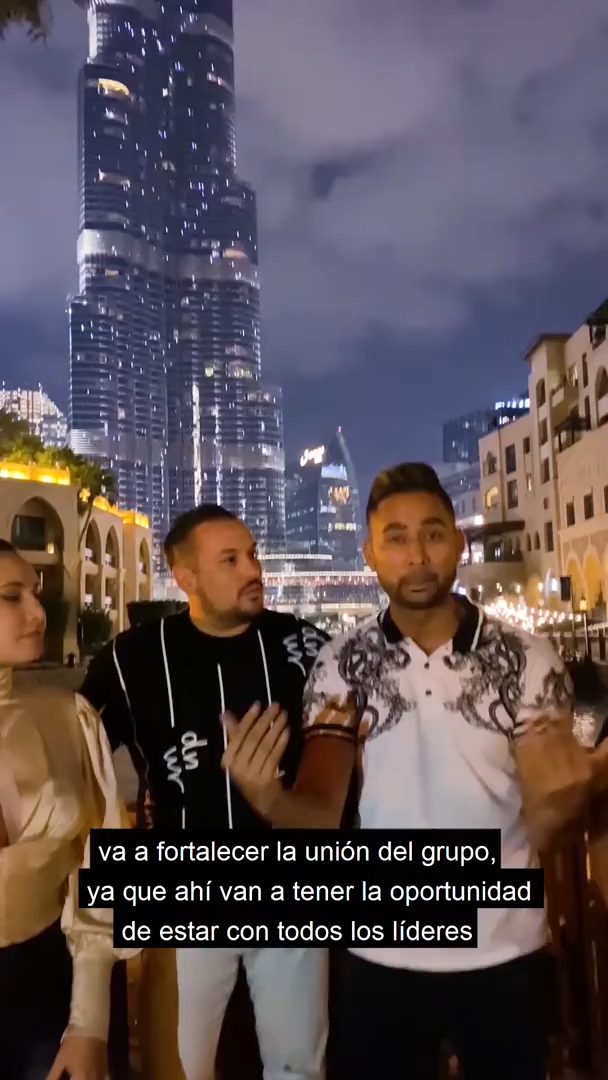 va a fortalecer la unión del grupo,
ya que ahí van a tener la oportunidad
de estar con todos los líderes